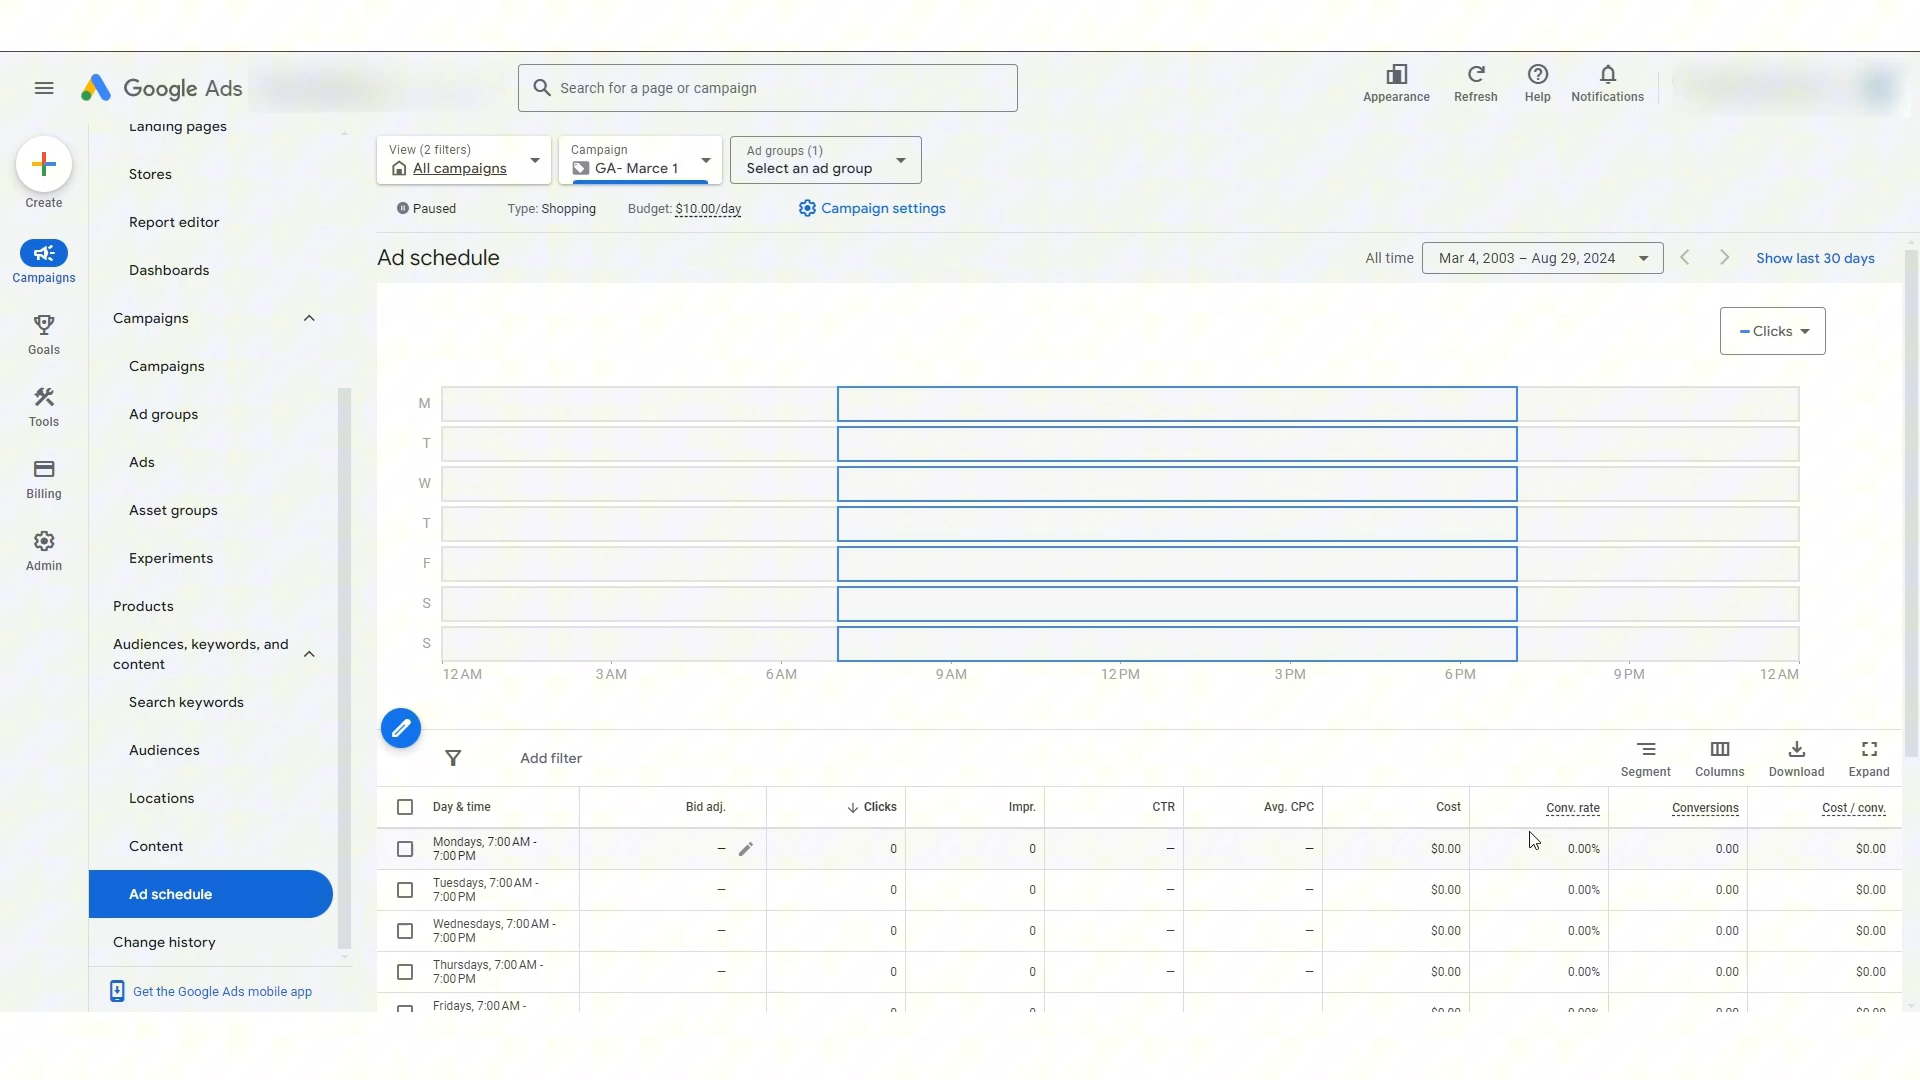 Google Ads
Search for a page or campaign
Appearance
Refresh
Help
Notifications
Create
Campaigns
Goals
Tools
Billing
Admin
Landing pages
Stores
Report editor
Dashboards
Campaigns
Campaigns
Ad groups
Ads
Asset groups
Experiments
Products
Audiences, keywords, and
content
Search keywords
Audiences
Locations
Content
Ad schedule
Change history
Get the Google Ads mobile app
View (2 filters)
All campaigns
Campaign
GA- Marce 1
Ad groups (1)
Select an ad group
Paused
Type: Shopping
Budget: $10.00/day
Campaign settings
Ad schedule
All time
Mar 4, 2003 – Aug 29, 2024
Show last 30 days
Clicks
M
T
W
T
F
S
S
12 AM 3 AM 6 AM 9 AM 12 PM 3 PM 6 PM 9 PM 12 AM
Add filter
Segment
Columns
Download
Expand
Day & time Bid adj. Clicks Impr. CTR Avg. CPC Cost Conv. rate Conversions Cost / conv.
Mondays, 7:00 AM -
7:00 PM
– 0 0 – – $0.00 0.00% 0.00 $0.00
Tuesdays, 7:00 AM -
7:00 PM
– 0 0 – – $0.00 0.00% 0.00 $0.00
Wednesdays, 7:00 AM -
7:00 PM
– 0 0 – – $0.00 0.00% 0.00 $0.00
Thursdays, 7:00 AM -
7:00 PM
– 0 0 – – $0.00 0.00% 0.00 $0.00
Fridays, 7:00 AM -
0 0 $0.00 0.00% 0.00 $0.00